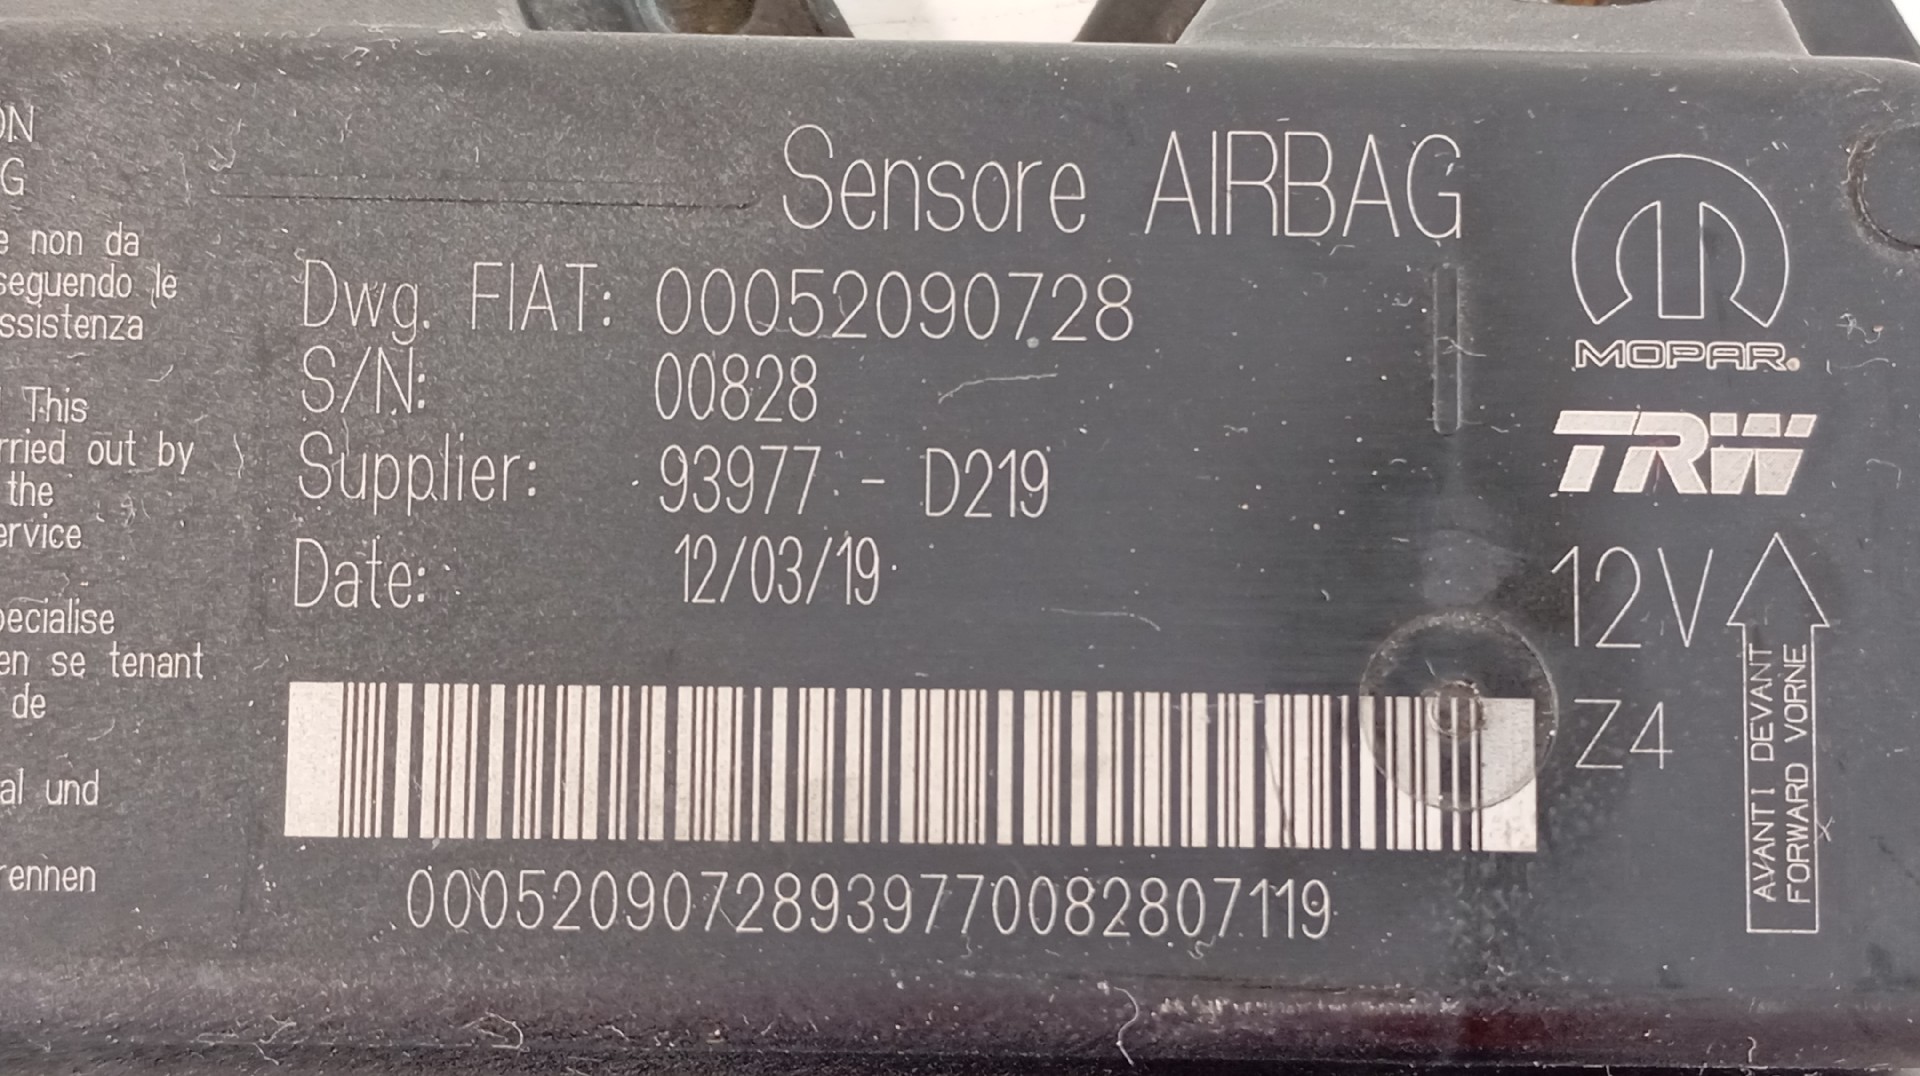 ON
G
e non da
seguendo le
ssistenza
This
rried out by
the
ervice
pecialise
en se tenant
de
al und
rennen
Sensore AIRBAG
Dwg. FIAT: 00052090728
S/N: 00828
Supplier: 93977 - D219
Date: 12/03/19
00052090728939770082807119
MOPAR®
TRW
12V
Z4
AVANTI DEVANT
FORWARD VORNE